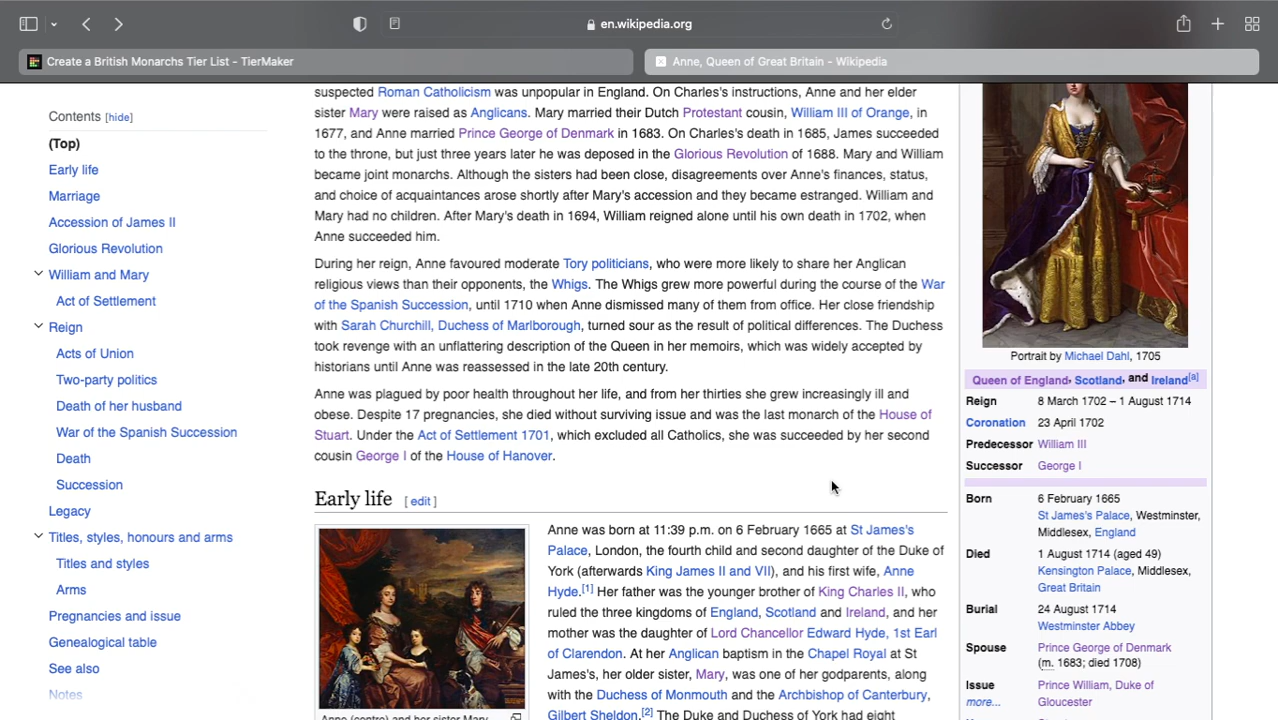 en.wikipedia.org
Create a British Monarchs Tier List - TierMaker
Anne, Queen of Great Britain - Wikipedia
Contents [hide]
(Top)
Early life
Marriage
Accession of James II
Glorious Revolution
William and Mary
Act of Settlement
Reign
Acts of Union
Two-party politics
Death of her husband
War of the Spanish Succession
Death
Succession
Legacy
Titles, styles, honours and arms
Titles and styles
Arms
Pregnancies and issue
Genealogical table
See also
Notes
suspected Roman Catholicism was unpopular in England. On Charles's instructions, Anne and her elder
sister Mary were raised as Anglicans. Mary married their Dutch Protestant cousin, William III of Orange, in
1677, and Anne married Prince George of Denmark in 1683. On Charles's death in 1685, James succeeded
to the throne, but just three years later he was deposed in the Glorious Revolution of 1688. Mary and William
became joint monarchs. Although the sisters had been close, disagreements over Anne's finances, status,
and choice of acquaintances arose shortly after Mary's accession and they became estranged. William and
Mary had no children. After Mary's death in 1694, William reigned alone until his own death in 1702, when
Anne succeeded him.
During her reign, Anne favoured moderate Tory politicians, who were more likely to share her Anglican
religious views than their opponents, the Whigs. The Whigs grew more powerful during the course of the War
of the Spanish Succession, until 1710 when Anne dismissed many of them from office. Her close friendship
with Sarah Churchill, Duchess of Marlborough, turned sour as the result of political differences. The Duchess
took revenge with an unflattering description of the Queen in her memoirs, which was widely accepted by
historians until Anne was reassessed in the late 20th century.
Anne was plagued by poor health throughout her life, and from her thirties she grew increasingly ill and
obese. Despite 17 pregnancies, she died without surviving issue and was the last monarch of the House of
Stuart. Under the Act of Settlement 1701, which excluded all Catholics, she was succeeded by her second
cousin George I of the House of Hanover.
Early life [ edit ]
Anne was born at 11:39 p.m. on 6 February 1665 at St James's
Palace, London, the fourth child and second daughter of the Duke of
York (afterwards King James II and VII), and his first wife, Anne
Hyde.[1] Her father was the younger brother of King Charles II, who
ruled the three kingdoms of England, Scotland and Ireland, and her
mother was the daughter of Lord Chancellor Edward Hyde, 1st Earl
of Clarendon. At her Anglican baptism in the Chapel Royal at St
James's, her older sister, Mary, was one of her godparents, along
with the Duchess of Monmouth and the Archbishop of Canterbury,
Gilbert Sheldon.[2] The Duke and Duchess of York had eight
Anne (centre) and her sister Mary
Portrait by Michael Dahl, 1705
Queen of England, Scotland, and Ireland[a]
Reign 8 March 1702 – 1 August 1714
Coronation 23 April 1702
Predecessor William III
Successor George I
Born 6 February 1665
St James's Palace, Westminster,
Middlesex, England
Died 1 August 1714 (aged 49)
Kensington Palace, Middlesex,
Great Britain
Burial 24 August 1714
Westminster Abbey
Spouse Prince George of Denmark
(m. 1683; died 1708)
Issue Prince William, Duke of
more... Gloucester